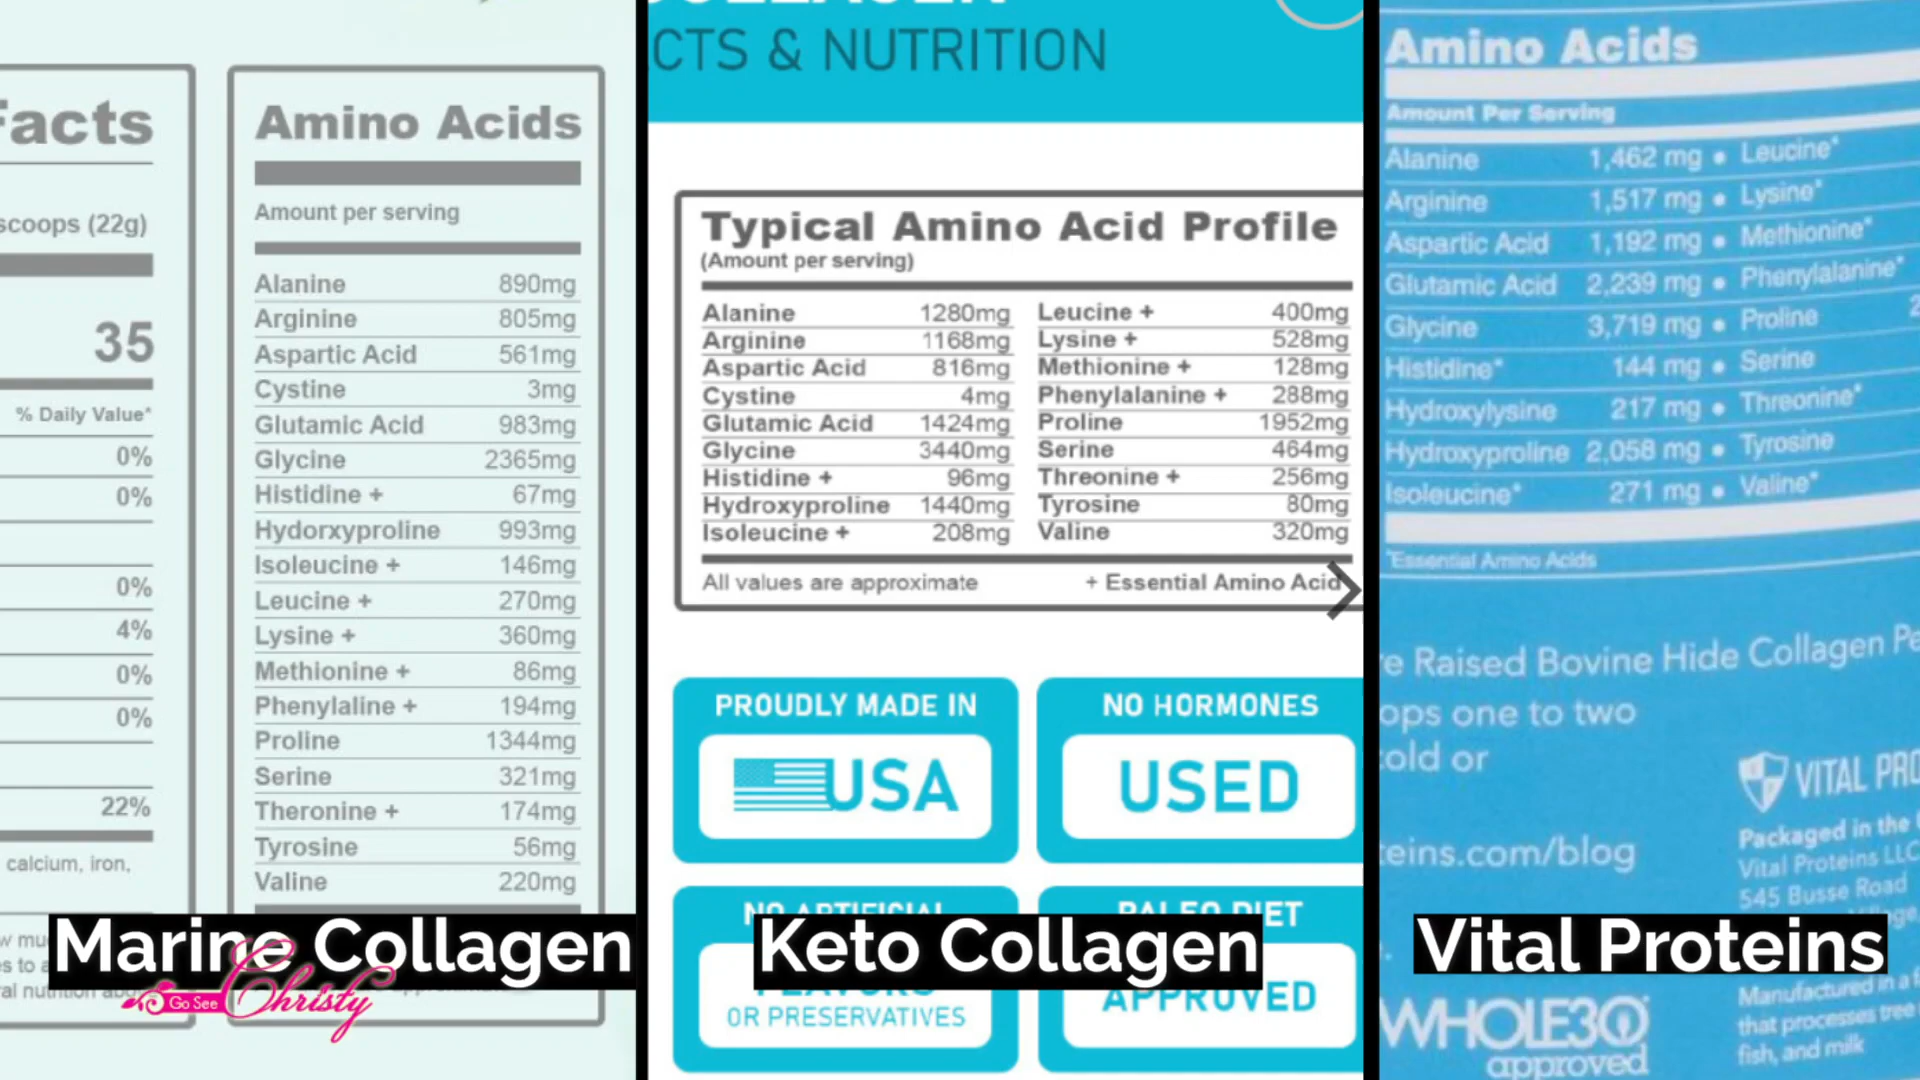 Facts
scoops (22g)
35
% Daily Value*
0%
0%
0%
4%
0%
0%
22%
calcium, iron,
Amino Acids
Amount per serving
Alanine 890mg
Arginine 805mg
Aspartic Acid 561mg
Cystine 3mg
Glutamic Acid 983mg
Glycine 2365mg
Histidine + 67mg
Hydorxyproline 993mg
Isoleucine + 146mg
Leucine + 270mg
Lysine + 360mg
Methionine + 86mg
Phenylaline + 194mg
Proline 1344mg
Serine 321mg
Theronine + 174mg
Tyrosine 56mg
Valine 220mg
Marine Collagen
Go See Christy
CTS & NUTRITION
Typical Amino Acid Profile
(Amount per serving)
Alanine 1280mg Leucine + 400mg
Arginine 1168mg Lysine + 528mg
Aspartic Acid 816mg Methionine + 128mg
Cystine 4mg Phenylalanine + 288mg
Glutamic Acid 1424mg Proline 1952mg
Glycine 3440mg Serine 464mg
Histidine + 96mg Threonine + 256mg
Hydroxyproline 1440mg Tyrosine 80mg
Isoleucine + 208mg Valine 320mg
All values are approximate + Essential Amino Acid
PROUDLY MADE IN
USA
NO HORMONES
USED
NO ARTIFICIAL
OR PRESERVATIVES
PALEO DIET
APPROVED
Keto Collagen
Amino Acids
Amount Per Serving
Alanine 1,462 mg • Leucine*
Arginine 1,517 mg • Lysine*
Aspartic Acid 1,192 mg • Methionine*
Glutamic Acid 2,239 mg • Phenylalanine*
Glycine 3,719 mg • Proline
Histidine* 144 mg • Serine
Hydroxylysine 217 mg • Threonine*
Hydroxyproline 2,058 mg • Tyrosine
Isoleucine* 271 mg • Valine*
*Essential Amino Acids
Raised Bovine Hide Collagen
one to two
or
eins.com/blog
VITAL PRO
Packaged in the
Vital Proteins LLC
545 Busse Road
Vital Proteins
WHOLE30
approved
Manufactured in a
that processes tree
fish, and milk